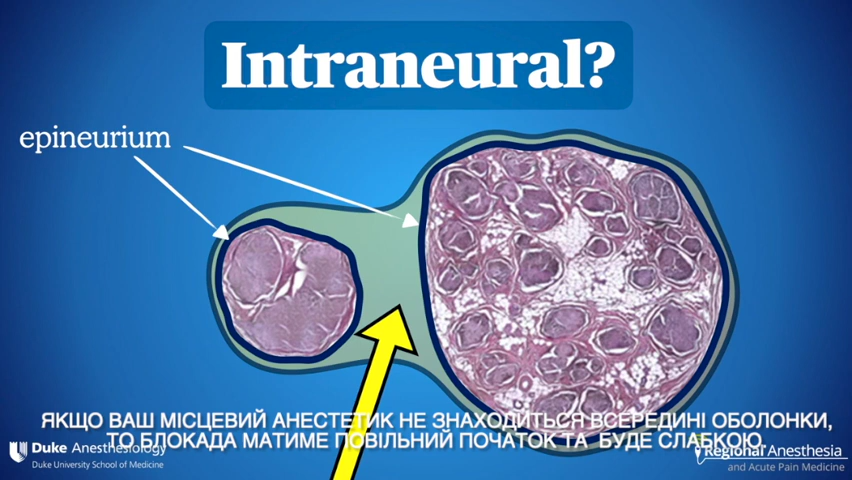 Intraneural?
epineurium
ЯКЩО ВАШ МІСЦЕВИЙ АНЕСТЕТИК НЕ ЗНАХОДИТЬСЯ ВСЕРЕДИНІ ОБОЛОНКИ,
ТО БЛОКАДА МАТИМЕ ПОВІЛЬНИЙ ПОЧАТОК ТА БУДЕ СЛАБКОЮ.
Duke Anesthesiology
Duke University School of Medicine
Regional Anesthesia
and Acute Pain Medicine